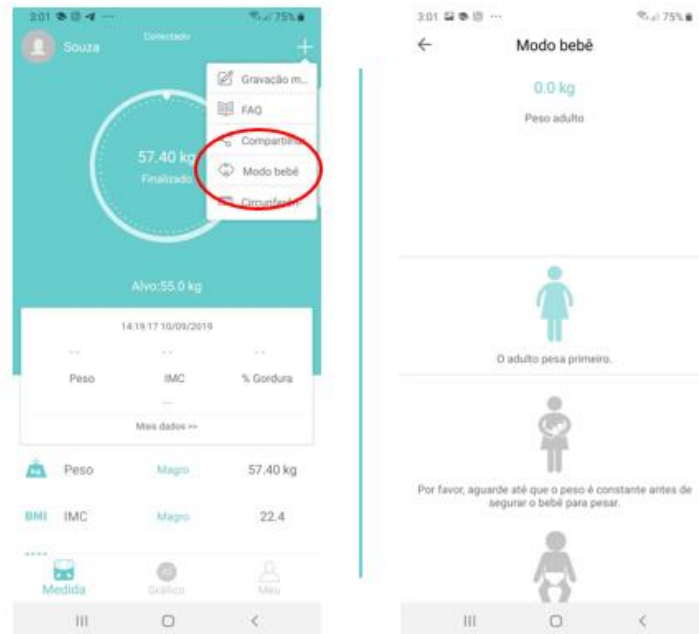 3:01
75%
Souza
Conectado
Gravação m...
FAQ
Compartilhar
Modo bebê
57.40 kg
Finalizado
Alvo:55.0 kg
14:19:17 10/09/2019
-- -- --
Peso IMC % Gordura
--
Mais dados >>
Peso Magro 57.40 kg
BMI IMC Magro 22.4
Medida Gráfico Meu
3:01
75%
Modo bebê
0.0 kg
Peso adulto
O adulto pesa primeiro.
Por favor, aguarde até que o peso é constante antes de
segurar o bebê para pesar.